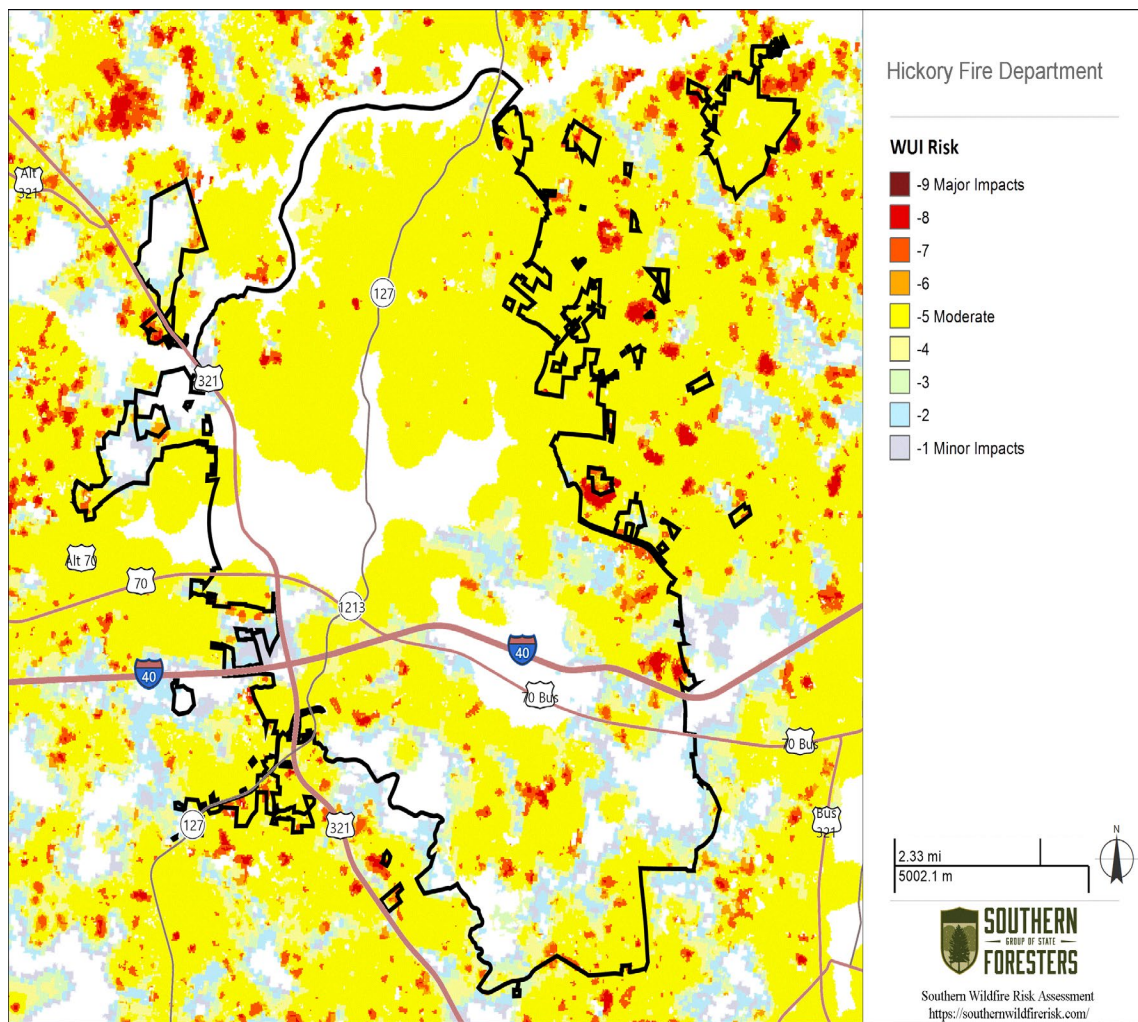 Hickory Fire Department
WUI Risk
-9 Major Impacts
-8
-7
-6
-5 Moderate
-4
-3
-2
-1 Minor Impacts
Alt
321
127
321
Alt 70
70
1213
40
40
70 Bus
70 Bus
127
321
Bus
321
2.33 mi
5002.1 m
N
SOUTHERN
GROUP OF STATE
FORESTERS
Southern Wildfire Risk Assessment
https://southernwildfirerisk.com/